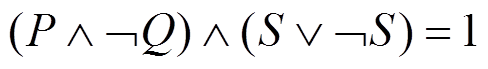 (P ∧ ¬Q) ∧ (S ∨ ¬S) = 1